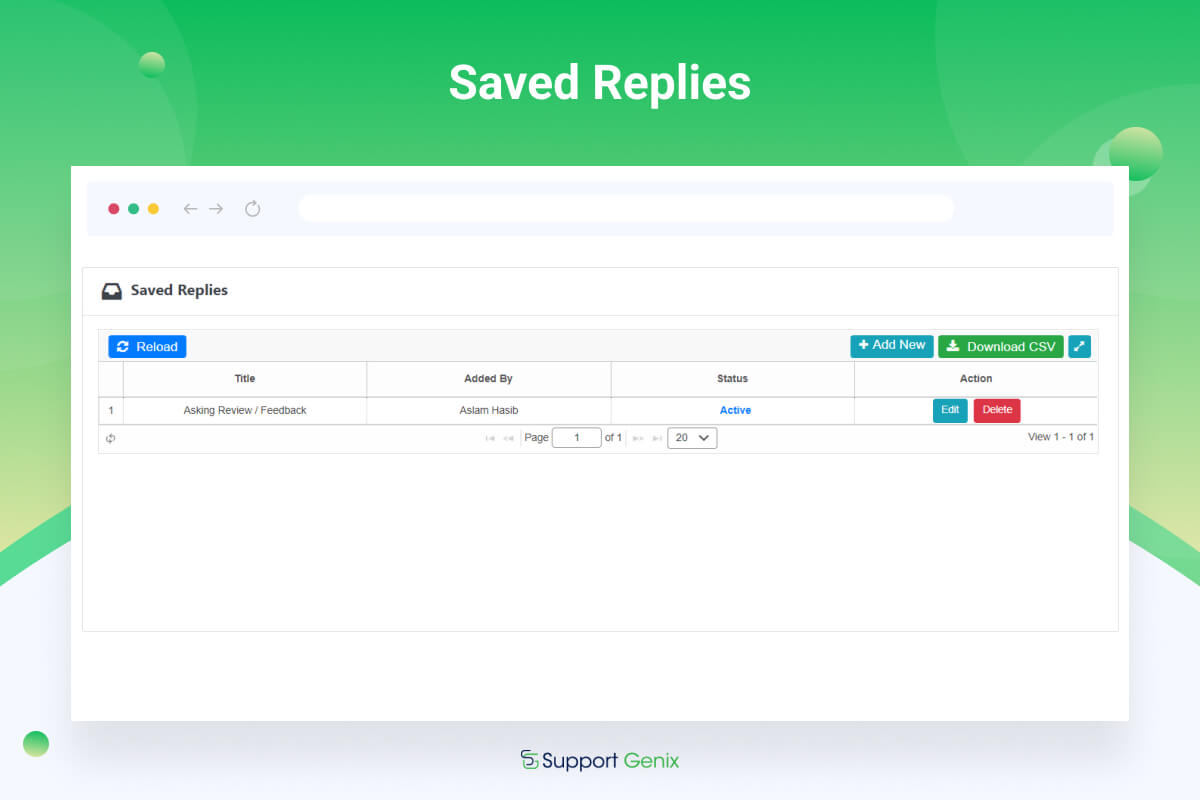 Saved Replies
Saved Replies
Reload
Add New
Download CSV
Title Added By Status Action
1 Asking Review / Feedback Aslam Hasib Active Edit Delete
Page 1 of 1 20 View 1 - 1 of 1
Support Genix